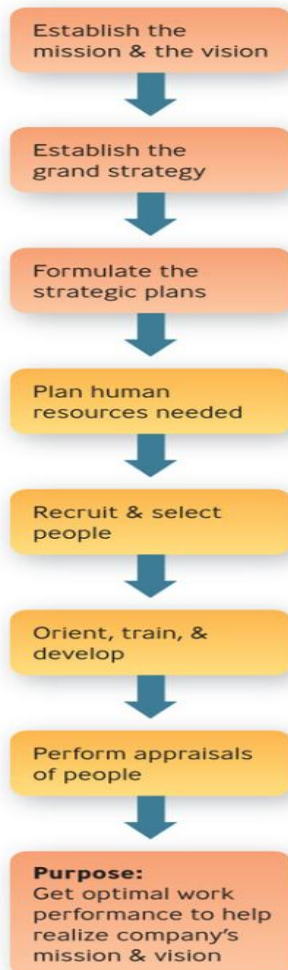 Establish the
mission & the vision
Establish the
grand strategy
Formulate the
strategic plans
Plan human
resources needed
Recruit & select
people
Orient, train, &
develop
Perform appraisals
of people
Purpose:
Get optimal work
performance to help
realize company's
mission & vision